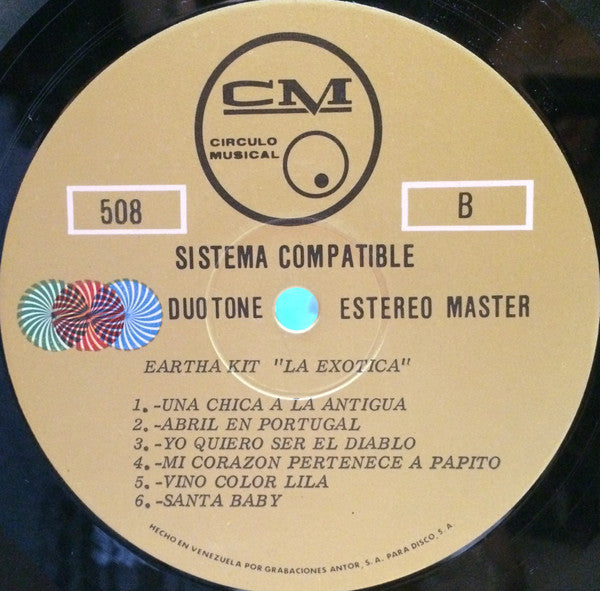 CM
CIRCULO
MUSICAL
508
B
SISTEMA COMPATIBLE
DUOTONE ESTEREO MASTER
EARTHA KIT "LA EXOTICA"
1.-UNA CHICA A LA ANTIGUA
2.-ABRIL EN PORTUGAL
3.-YO QUIERO SER EL DIABLO
4.-MI CORAZON PERTENECE A PAPITO
5.-VINO COLOR LILA
6.-SANTA BABY
HECHO EN VENEZUELA POR GRABACIONES ANTOR, S.A. PARA DISCO, S.A